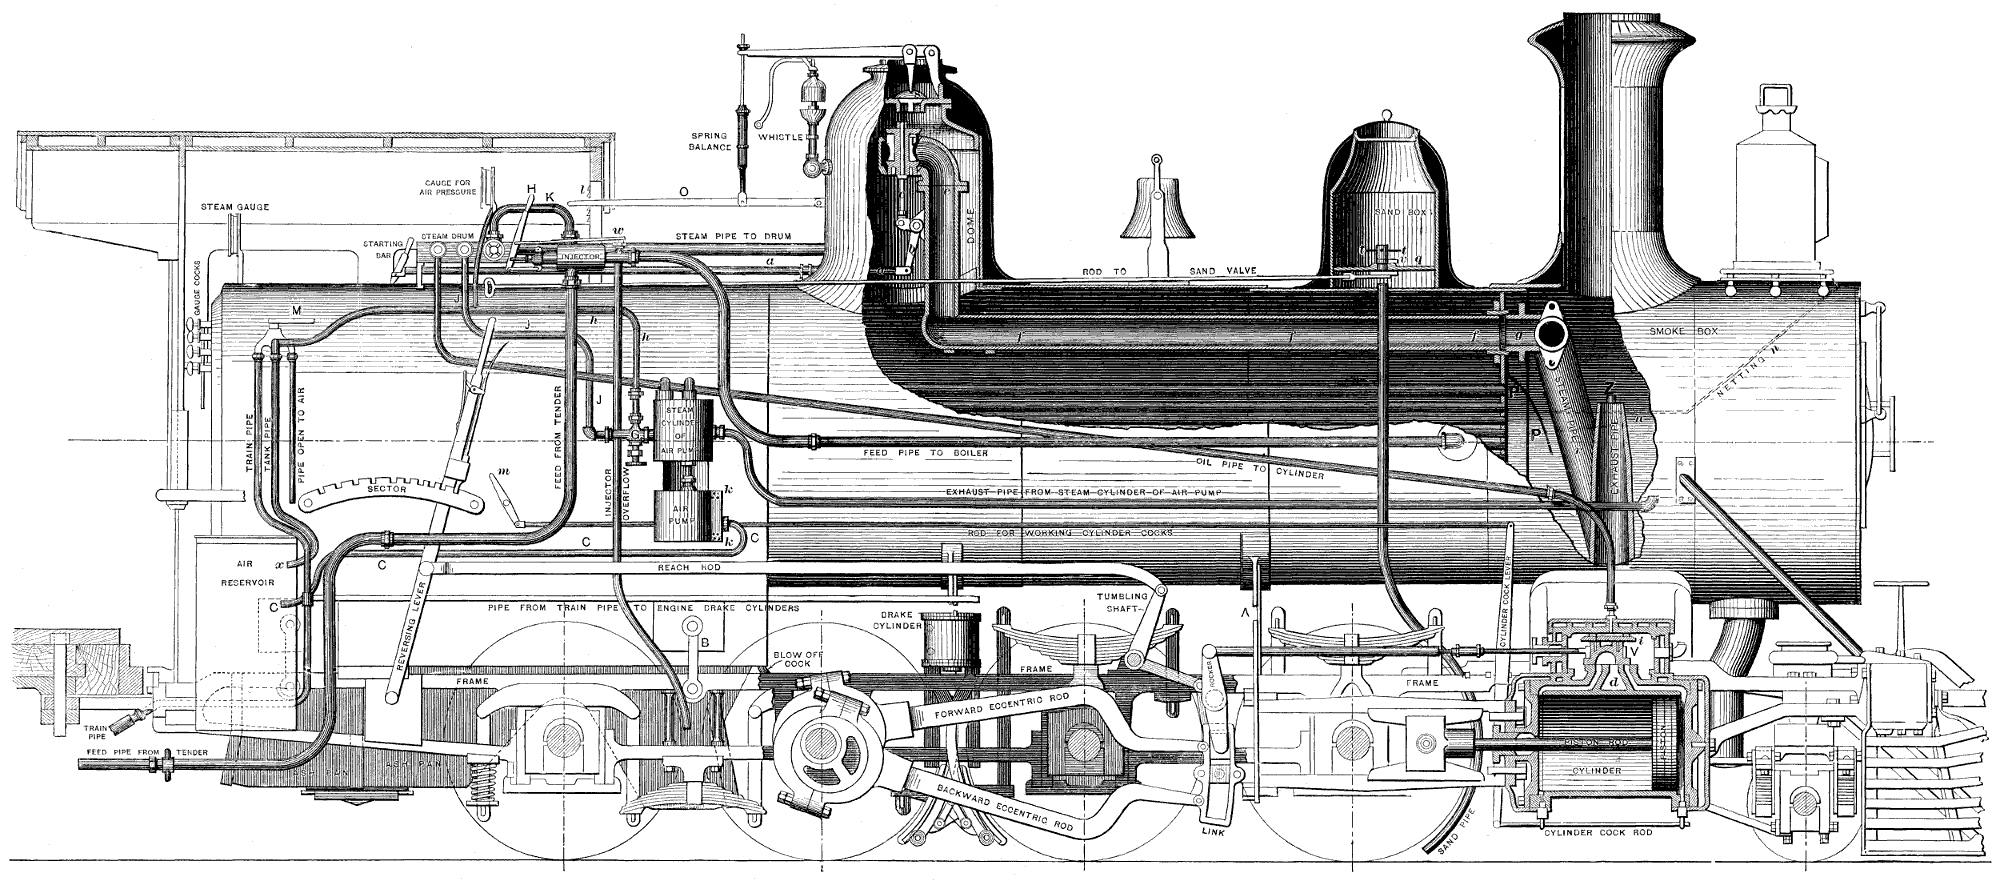 SPRING
BALANCE
WHISTLE
GAUGE FOR
AIR PRESSURE
H
K
l
O
STEAM GAUGE
STARTING
BAR
STEAM DRUM
w
STEAM PIPE TO DRUM
INJECTOR
a
DOME
e
SAND BOX
t
q
ROD TO
SAND VALVE
GAUGE COCKS
M
J
J
h
h
f
f
f
g
SMOKE BOX
NETTING n
STEAM PIPE
P
Z
n
TRAIN PIPE
TANK PIPE
PIPE OPEN TO AIR
FEED FROM TENDER
J
G
STEAM
CYLINDER
OF
AIR PUMP
FEED PIPE TO BOILER
OIL PIPE TO CYLINDER
EXHAUST PIPE
m
SECTOR
INJECTOR
OVERFLOW
k
AIR
PUMP
k
EXHAUST PIPE FROM STEAM CYLINDER OF AIR PUMP
ROD FOR WORKING CYLINDER COCKS
C
C
C
AIR
RESERVOIR
x
C
REACH ROD
REVERSING LEVER
PIPE FROM TRAIN PIPE TO ENGINE BRAKE CYLINDERS
BRAKE
CYLINDER
TUMBLING
SHAFT
A
CYLINDER COCK LEVER
B
BLOW OFF
COCK
FRAME
FRAME
FRAME
ROCKER
i
V
d
TRAIN
PIPE
FEED PIPE FROM TENDER
ASH PAN
ASH PAN
FORWARD ECCENTRIC ROD
BACKWARD ECCENTRIC ROD
LINK
SAND PIPE
PISTON ROD
PISTON
CYLINDER
CYLINDER COCK ROD